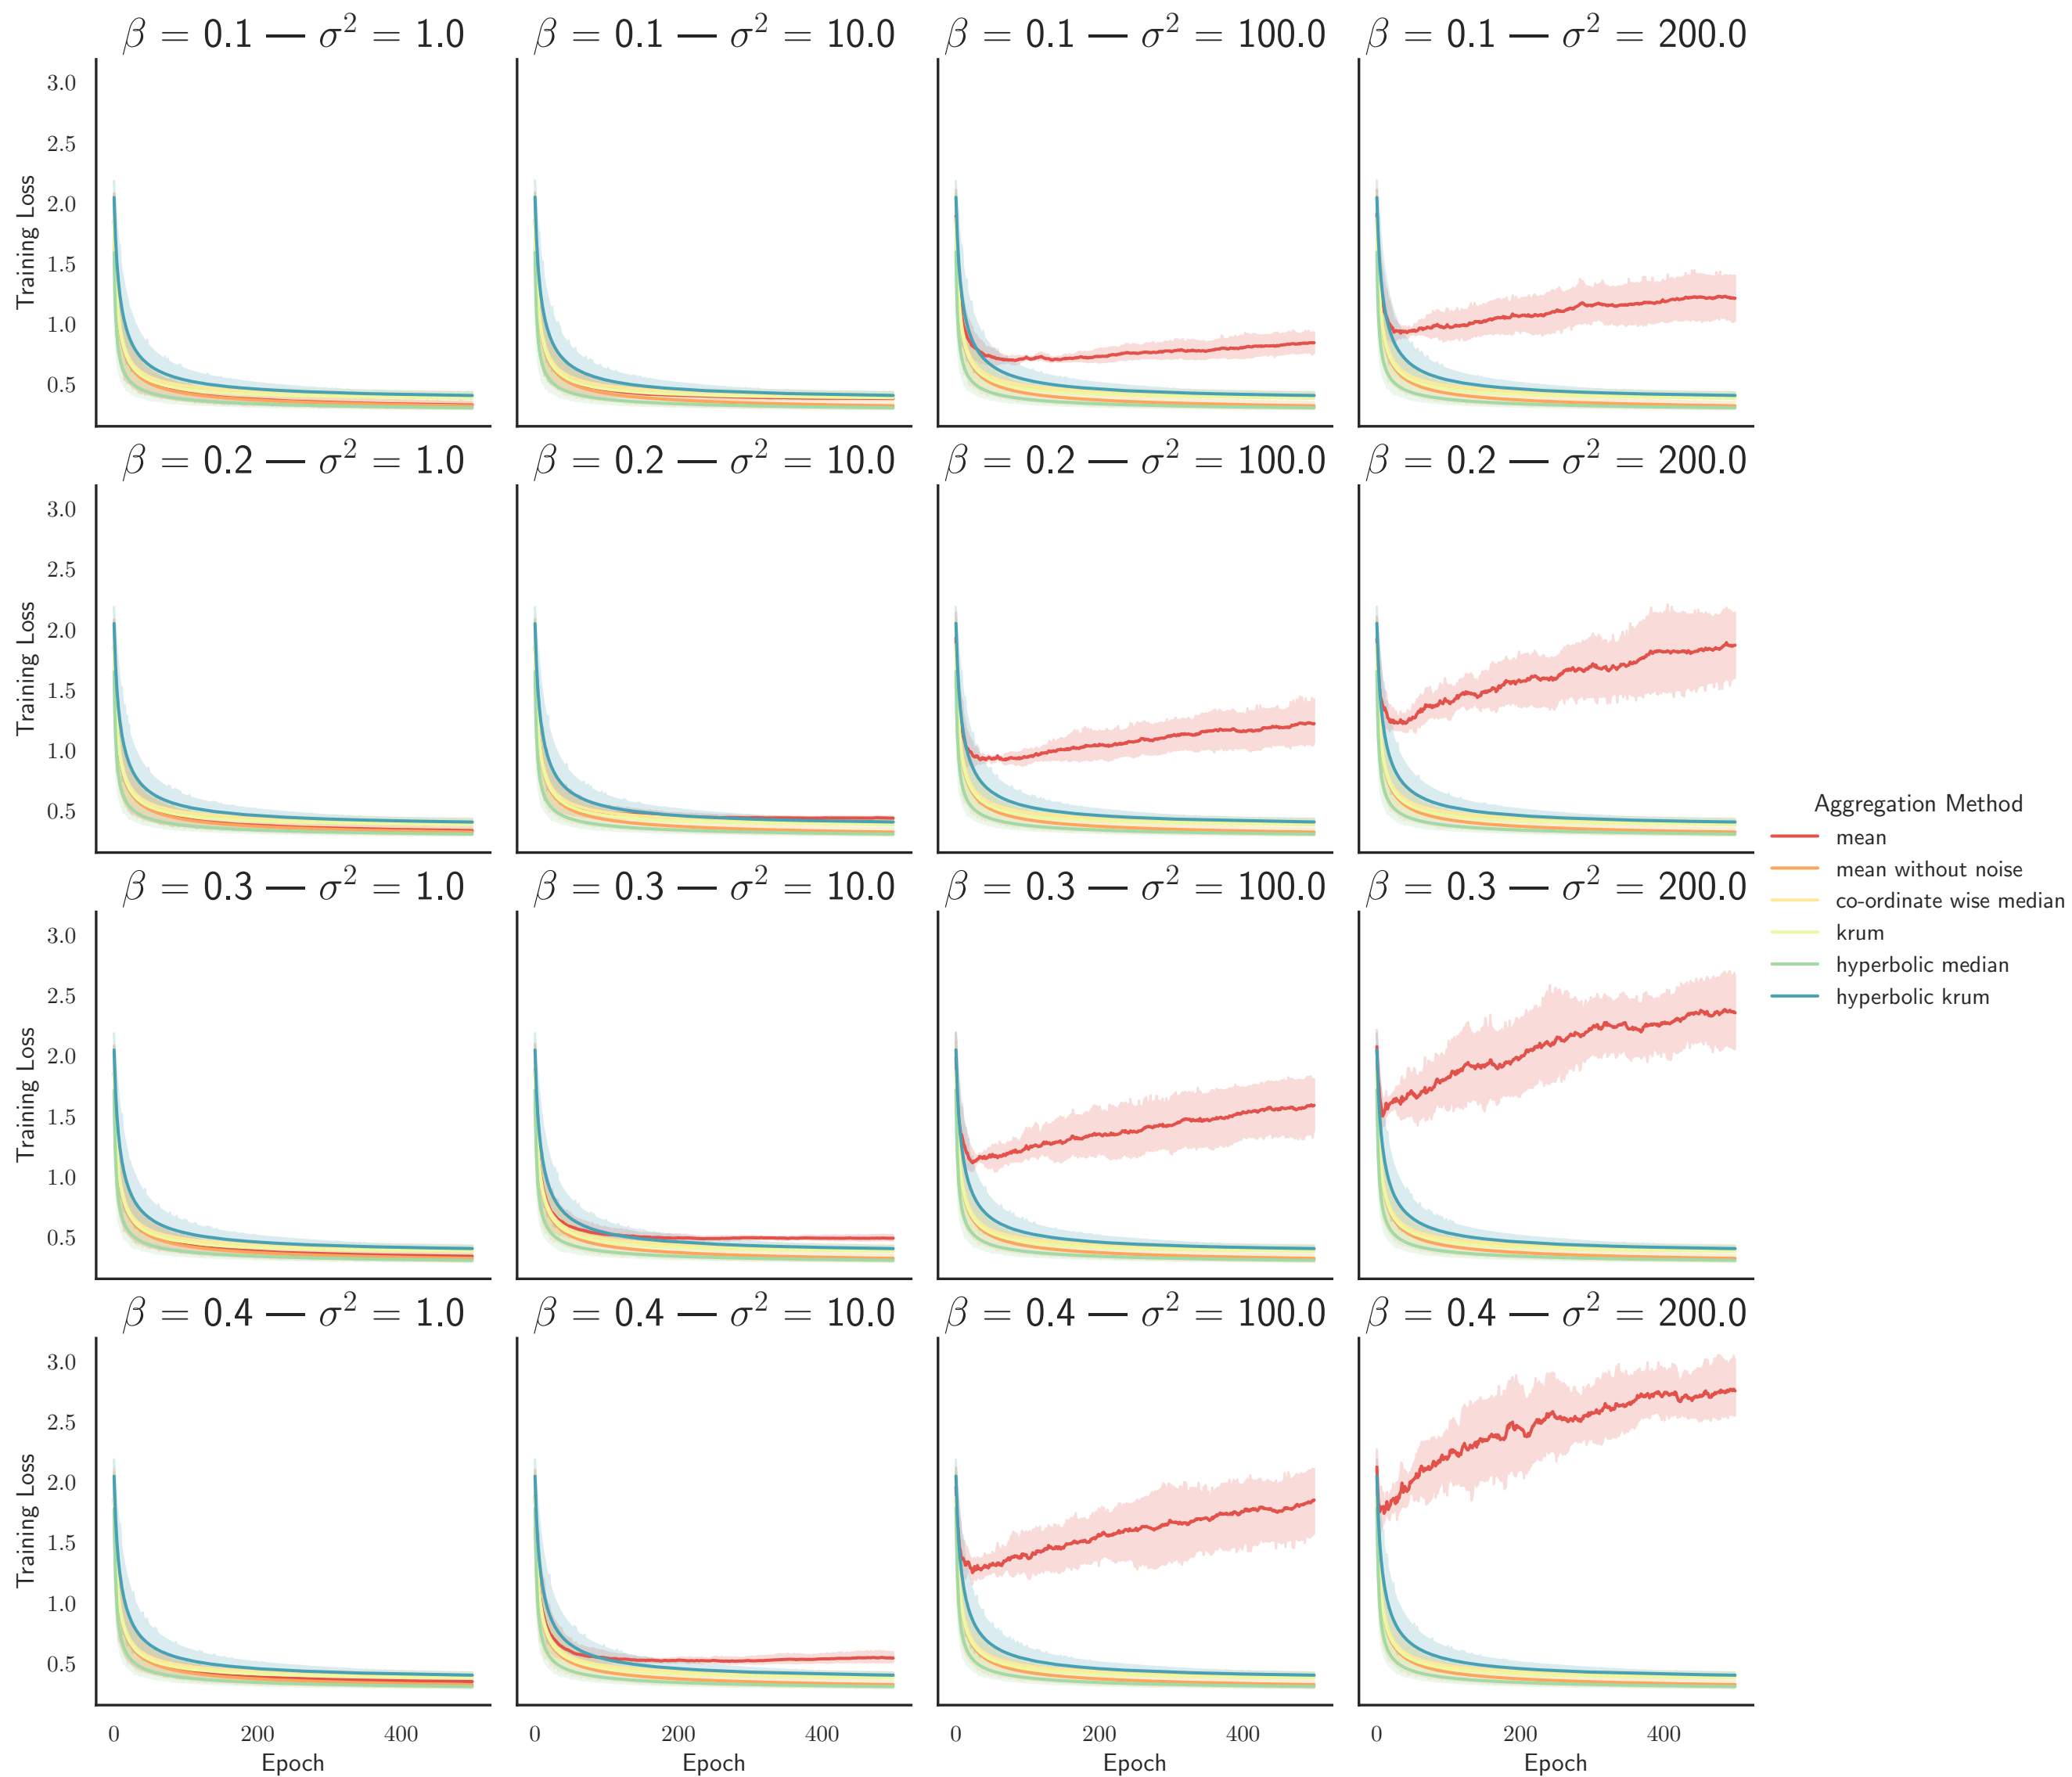 β = 0.1 — σ² = 1.0
β = 0.1 — σ² = 10.0
β = 0.1 — σ² = 100.0
β = 0.1 — σ² = 200.0
3.0
2.5
2.0
1.5
1.0
0.5
Training Loss
β = 0.2 — σ² = 1.0
β = 0.2 — σ² = 10.0
β = 0.2 — σ² = 100.0
β = 0.2 — σ² = 200.0
3.0
2.5
2.0
1.5
1.0
0.5
Training Loss
β = 0.3 — σ² = 1.0
β = 0.3 — σ² = 10.0
β = 0.3 — σ² = 100.0
β = 0.3 — σ² = 200.0
3.0
2.5
2.0
1.5
1.0
0.5
Training Loss
β = 0.4 — σ² = 1.0
β = 0.4 — σ² = 10.0
β = 0.4 — σ² = 100.0
β = 0.4 — σ² = 200.0
3.0
2.5
2.0
1.5
1.0
0.5
Training Loss
0 200 400
Epoch
0 200 400
Epoch
0 200 400
Epoch
0 200 400
Epoch
Aggregation Method
mean
mean without noise
co-ordinate wise median
krum
hyperbolic median
hyperbolic krum